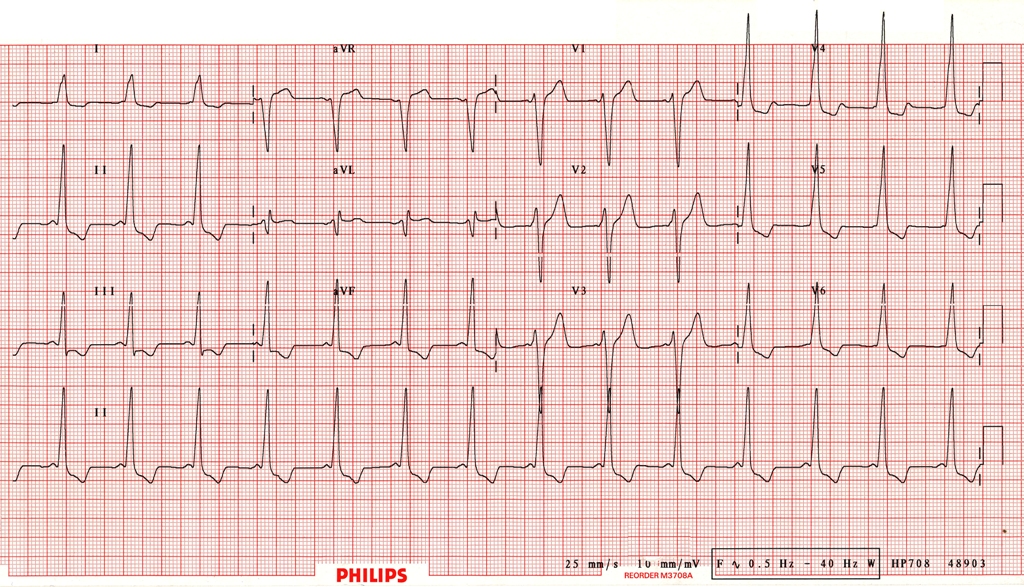 I aVR V1 V4
II aVL V2 V5
III aVF V3 V6
II
25 mm/s 10 mm/mV F ∿ 0.5 Hz - 40 Hz W HP708 48903
PHILIPS REORDER M3708A